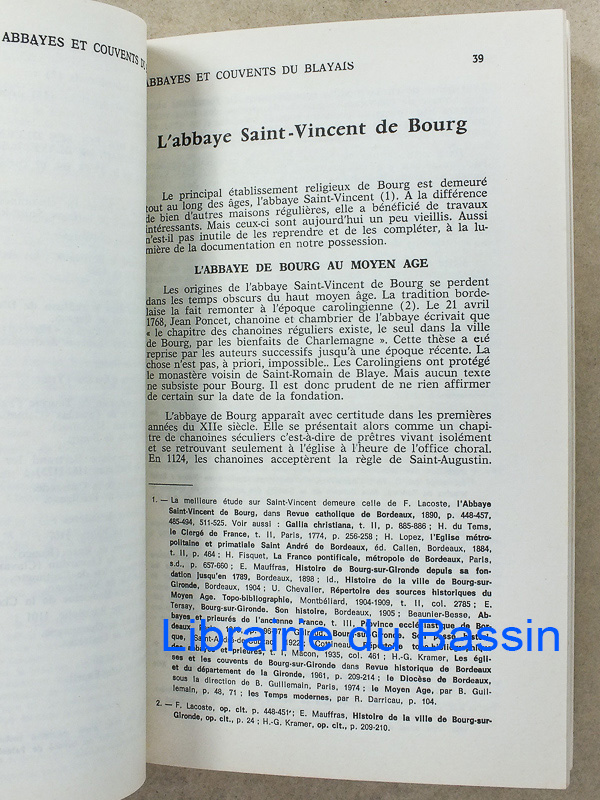 ABBAYES ET COUVENTS
ABBAYES ET COUVENTS DU BLAYAIS 39
L'abbaye Saint-Vincent de Bourg
Le principal établissement religieux de Bourg est demeuré
tout au long des âges, l'abbaye Saint-Vincent (1). A la différence
de bien d'autres maisons régulières, elle a bénéficié de travaux
intéressants. Mais ceux-ci sont aujourd'hui un peu vieillis. Aussi
n'est-il pas inutile de les reprendre et de les compléter, à la lu-
mière de la documentation en notre possession.
L'ABBAYE DE BOURG AU MOYEN AGE
Les origines de l'abbaye Saint-Vincent de Bourg se perdent
dans les temps obscurs du haut moyen âge. La tradition borde-
laise la fait remonter à l'époque carolingienne (2). Le 21 avril
1768, Jean Poncet, chanoine et chambrier de l'abbaye écrivait que
« le chapitre des chanoines réguliers existe, le seul dans la ville
de Bourg, par les bienfaits de Charlemagne ». Cette thèse a eté
reprise par les auteurs successifs jusqu'à une époque récente. La
chose n'est pas, à priori, impossible.. Les Carolingiens ont protégé
le monastère voisin de Saint-Romain de Blaye. Mais aucun texte
ne subsiste pour Bourg. Il est donc prudent de ne rien affirmer
de certain sur la date de la fondation.
L'abbaye de Bourg apparaît avec certitude dans les premières
années du XIIe siècle. Elle se présentait alors comme un chapi-
tre de chanoines séculiers c'est-à-dire de prêtres vivant isolément
et se retrouvant seulement à l'église à l'heure de l'office choral.
En 1124, les chanoines acceptèrent la règle de Saint-Augustin.
1. — La meilleure étude sur Saint-Vincent demeure celle de F. Lacoste, l'Abbaye
Saint-Vincent de Bourg, dans Revue catholique de Bordeaux, 1890, p. 448-457,
485-494, 511-525. Voir aussi : Gallia christiana, t. II, p. 885-886 ; H. du Tems,
le Clergé de France, t. II, Paris, 1774, p. 256-258 ; H. Lopez, l'Eglise métro-
politaine et primatiale Saint André de Bordeaux, éd. Callen, Bordeaux, 1884,
t. II, p. 464 ; H. Fisquet, La France pontificale, métropole de Bordeaux, Paris,
s.d., p. 657-660 ; E. Mauffras, Histoire de Bourg-sur-Gironde depuis sa fon-
dation jusqu'en 1789, Bordeaux, 1898 ; Id., Histoire de la ville de Bourg-sur-
Gironde, Bordeaux, 1904 ; U. Chevalier, Répertoire des sources historiques du
Moyen Age. Topo-bibliographie, Montbéliard, 1904-1909, t. II, col. 2785 ; E.
Tersay, Bourg-sur-Gironde. Son histoire, Bordeaux, 1905 ; Beaunier-Besse, Ab-
bayes et prieurés de l'ancienne France, t. III, Province ecclésiastique de Bor-
deaux
Librairie du Bassin
t. I, Macon, 1935, col. 461 ; H.-G. Kramer, Les égli-
ses et les couvents de Bourg-sur-Gironde dans Revue historique de Bordeaux
et du département de la Gironde, 1961, p. 209-214 ; le Diocèse de Bordeaux,
sous la direction de B. Guillemain, Paris, 1974 ; le Moyen Age, par B. Guil-
lemain, p. 48, 71 ; les Temps modernes, par R. Darricau, p. 104.
2. — F. Lacoste, op. cit. p. 448-451 ; E. Mauffras, Histoire de la ville de Bourg-sur-
Gironde, op. cit., p. 24 ; H.-G. Kramer, op. cit., p. 209-210.